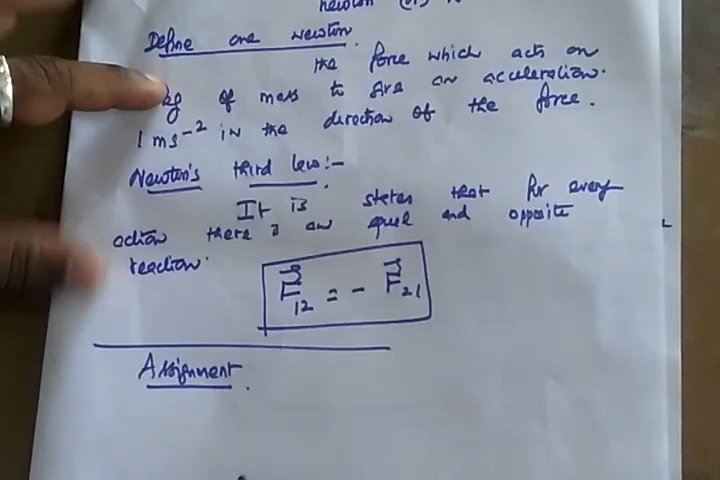 newton (or) N
Define one Newton.
the force which acts on
kg of mass to give an acceleration.
1 ms⁻² in the direction of the force.
Newton's third law:-
It is states that for every
action there is an equal and opposite
reaction.
F⃗₁₂ = - F⃗₂₁
Assignment.